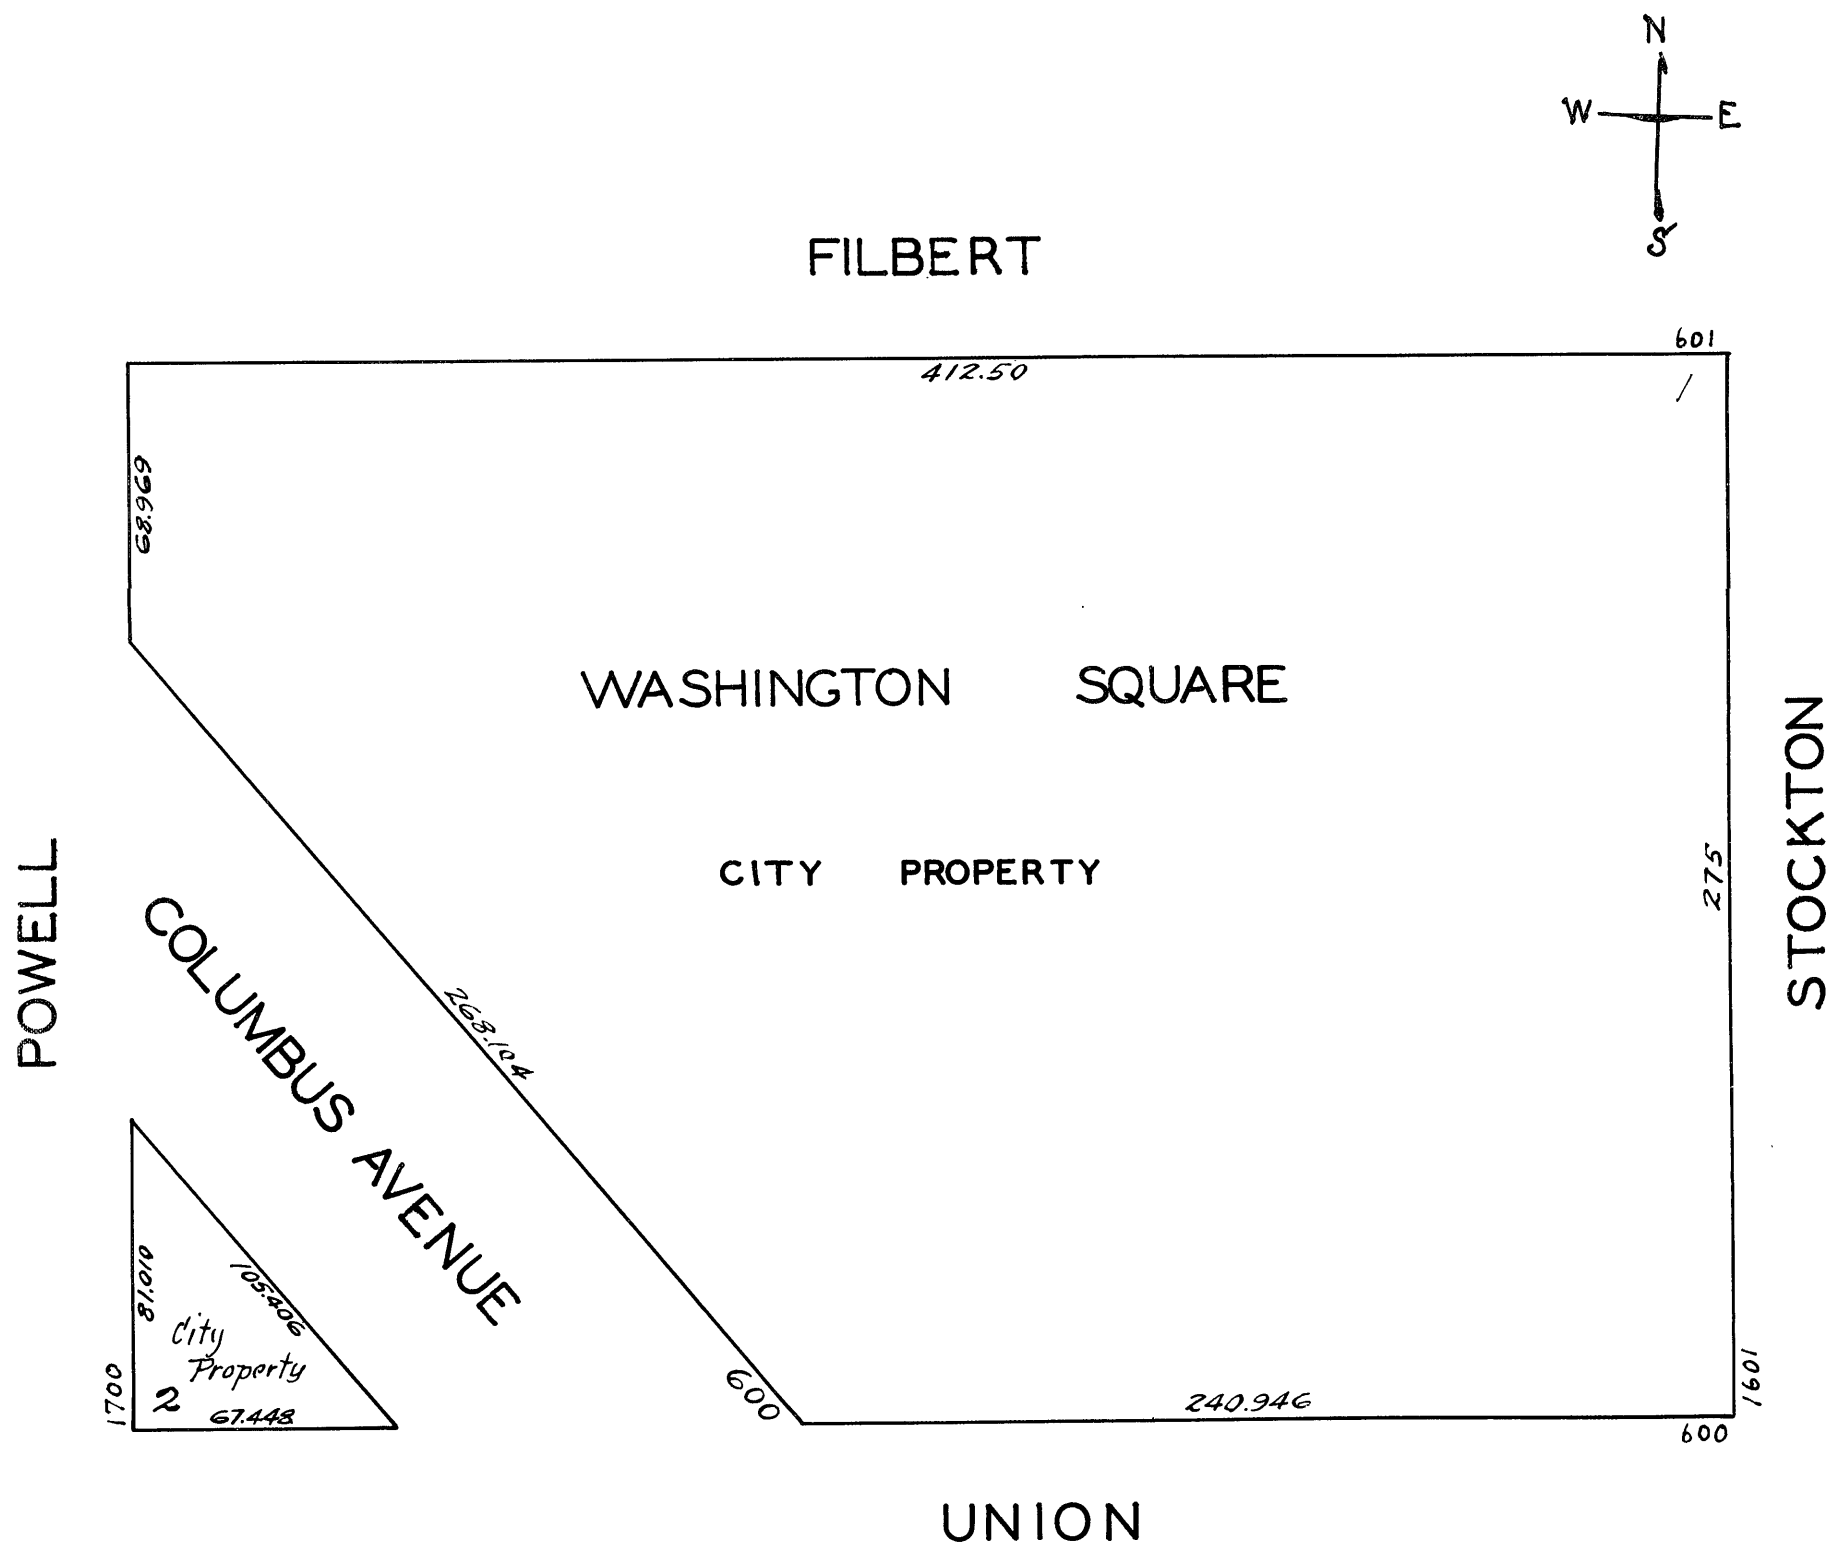 N
W E
S
FILBERT
601
412.50
1
68.969
WASHINGTON SQUARE
STOCKTON
CITY PROPERTY
275
POWELL
COLUMBUS AVENUE
268.104
81.010
105.406
City
Property
2
67.448
1700
600
240.946
1601
600
UNION